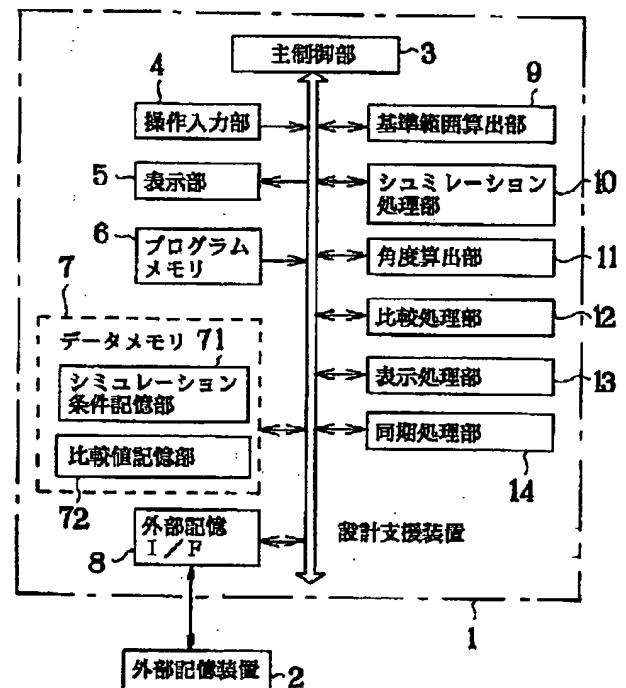 主制御部
3
4
操作入力部
9
基準範囲算出部
5
表示部
シュミレーション
処理部
10
6
プログラム
メモリ
角度算出部
11
7
データメモリ 71
シミュレーション
条件記憶部
比較値記憶部
72
比較処理部
12
表示処理部
13
同期処理部
14
外部記憶
I/F
8
設計支援装置
1
外部記憶装置
2